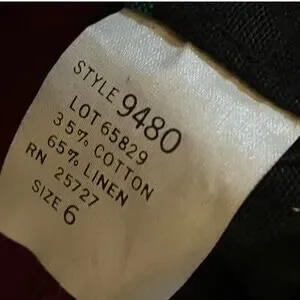 STYLE 9480
LOT 65829
35% COTTON
65% LINEN
RN 25727
SIZE 6